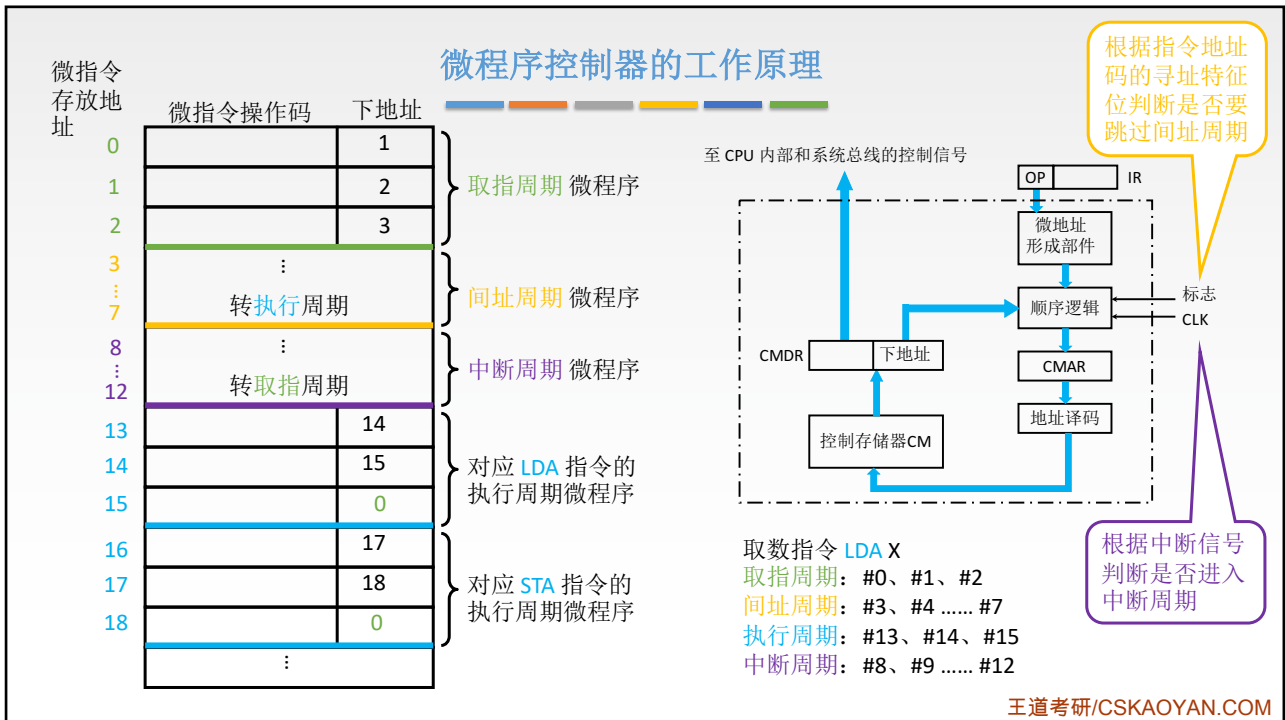 微程序控制器的工作原理
微指令
存放地
址
微指令操作码 下地址
0 1
1 2
2 3
取指周期 微程序
3
⋮ ⋮
7 转执行周期
间址周期 微程序
8
⋮ ⋮
12 转取指周期
中断周期 微程序
13 14
14 15
15 0
对应 LDA 指令的
执行周期微程序
16 17
17 18
18 0
对应 STA 指令的
执行周期微程序
⋮
至 CPU 内部和系统总线的控制信号
OP IR
微地址
形成部件
顺序逻辑
标志
CLK
CMDR 下地址
CMAR
地址译码
控制存储器CM
根据指令地址
码的寻址特征
位判断是否要
跳过间址周期
根据中断信号
判断是否进入
中断周期
取数指令 LDA X
取指周期：#0、#1、#2
间址周期：#3、#4 ...... #7
执行周期：#13、#14、#15
中断周期：#8、#9 ...... #12
王道考研/CSKAOYAN.COM